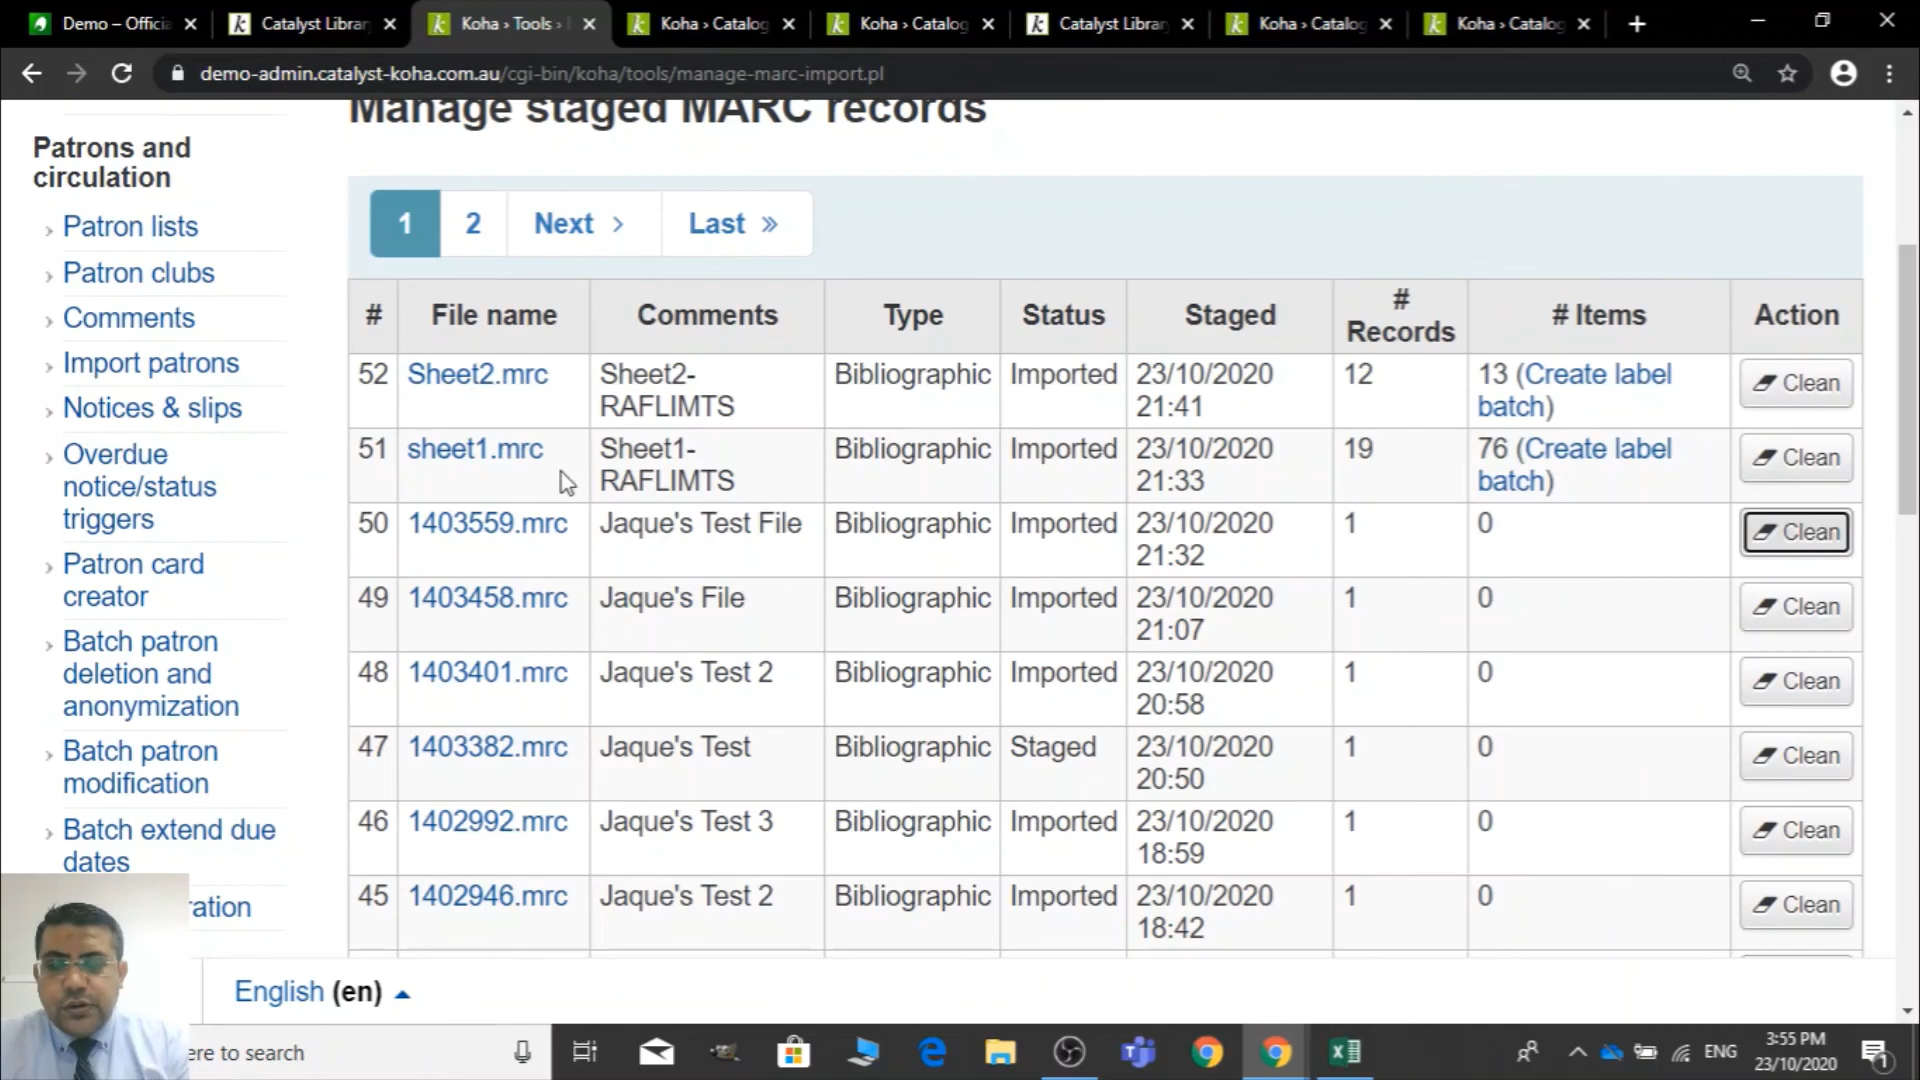 Demo – Officia
Catalyst Library
Koha › Tools ›
Koha › Catalog
Koha › Catalog
Catalyst Library
Koha › Catalog
Koha › Catalog
demo-admin.catalyst-koha.com.au/cgi-bin/koha/tools/manage-marc-import.pl
Manage staged MARC records
Patrons and
circulation
Patron lists
Patron clubs
Comments
Import patrons
Notices & slips
Overdue
notice/status
triggers
Patron card
creator
Batch patron
deletion and
anonymization
Batch patron
modification
Batch extend due
dates
ration
1 2 Next › Last »
# File name Comments Type Status Staged # Records # Items Action
52 Sheet2.mrc Sheet2- Bibliographic Imported 23/10/2020 12 13 (Create label Clean
RAFLIMTS 21:41 batch)
51 sheet1.mrc Sheet1- Bibliographic Imported 23/10/2020 19 76 (Create label Clean
RAFLIMTS 21:33 batch)
50 1403559.mrc Jaque's Test File Bibliographic Imported 23/10/2020 1 0 Clean
21:32
49 1403458.mrc Jaque's File Bibliographic Imported 23/10/2020 1 0 Clean
21:07
48 1403401.mrc Jaque's Test 2 Bibliographic Imported 23/10/2020 1 0 Clean
20:58
47 1403382.mrc Jaque's Test Bibliographic Staged 23/10/2020 1 0 Clean
20:50
46 1402992.mrc Jaque's Test 3 Bibliographic Imported 23/10/2020 1 0 Clean
18:59
45 1402946.mrc Jaque's Test 2 Bibliographic Imported 23/10/2020 1 0 Clean
18:42
English (en)
ere to search
ENG
3:55 PM
23/10/2020
1